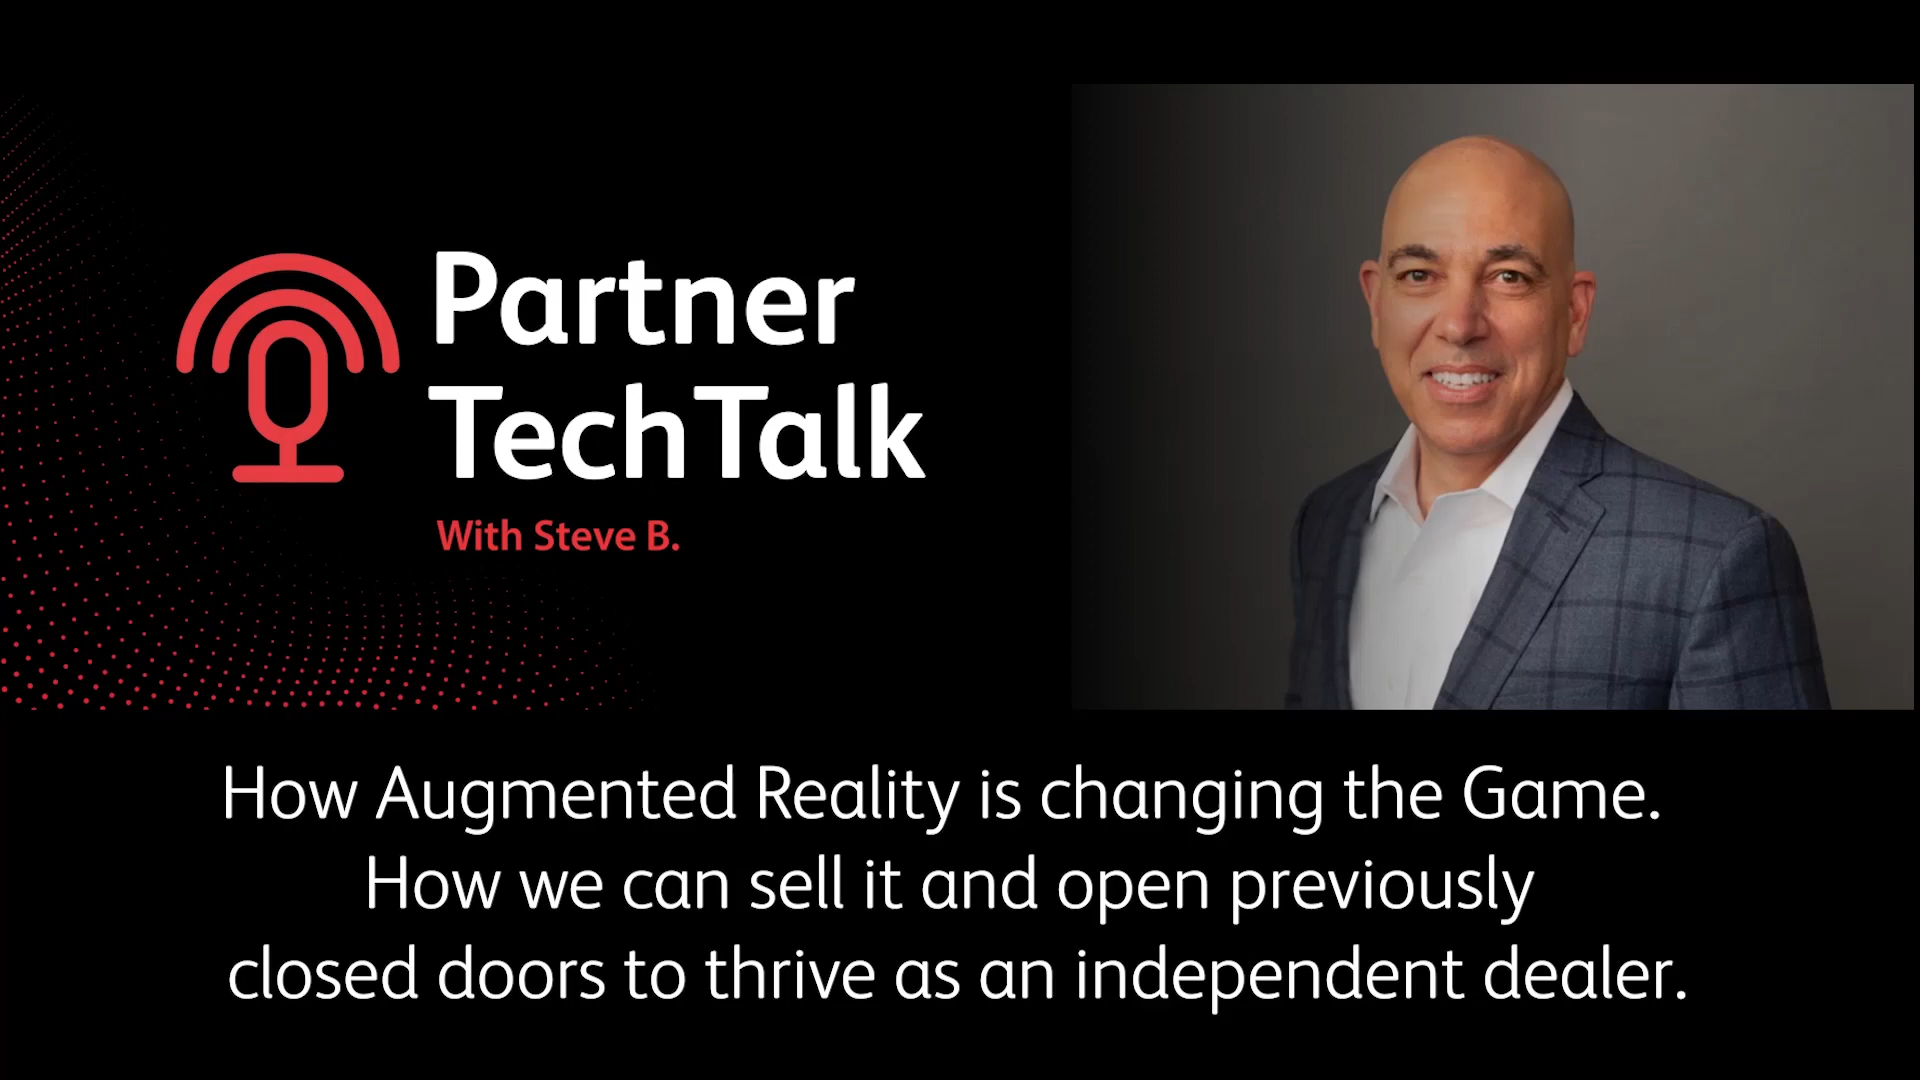 Partner
TechTalk
With Steve B.
How Augmented Reality is changing the Game.
How we can sell it and open previously
closed doors to thrive as an independent dealer.